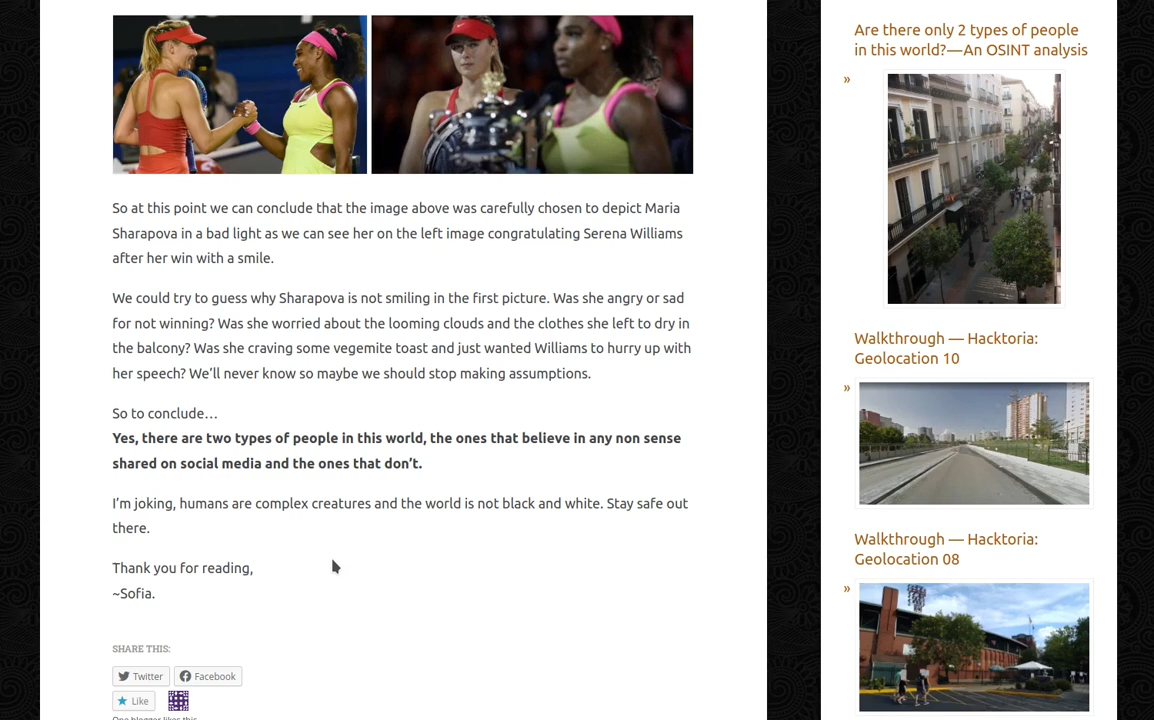 So at this point we can conclude that the image above was carefully chosen to depict Maria
Sharapova in a bad light as we can see her on the left image congratulating Serena Williams
after her win with a smile.
We could try to guess why Sharapova is not smiling in the first picture. Was she angry or sad
for not winning? Was she worried about the looming clouds and the clothes she left to dry in
the balcony? Was she craving some vegemite toast and just wanted Williams to hurry up with
her speech? We’ll never know so maybe we should stop making assumptions.
So to conclude…
Yes, there are two types of people in this world, the ones that believe in any non sense
shared on social media and the ones that don’t.
I’m joking, humans are complex creatures and the world is not black and white. Stay safe out
there.
Thank you for reading,
~Sofia.
SHARE THIS:
Twitter Facebook
Like
One blogger likes this
Are there only 2 types of people
in this world?—An OSINT analysis
»
Walkthrough — Hacktoria:
Geolocation 10
»
Walkthrough — Hacktoria:
Geolocation 08
»